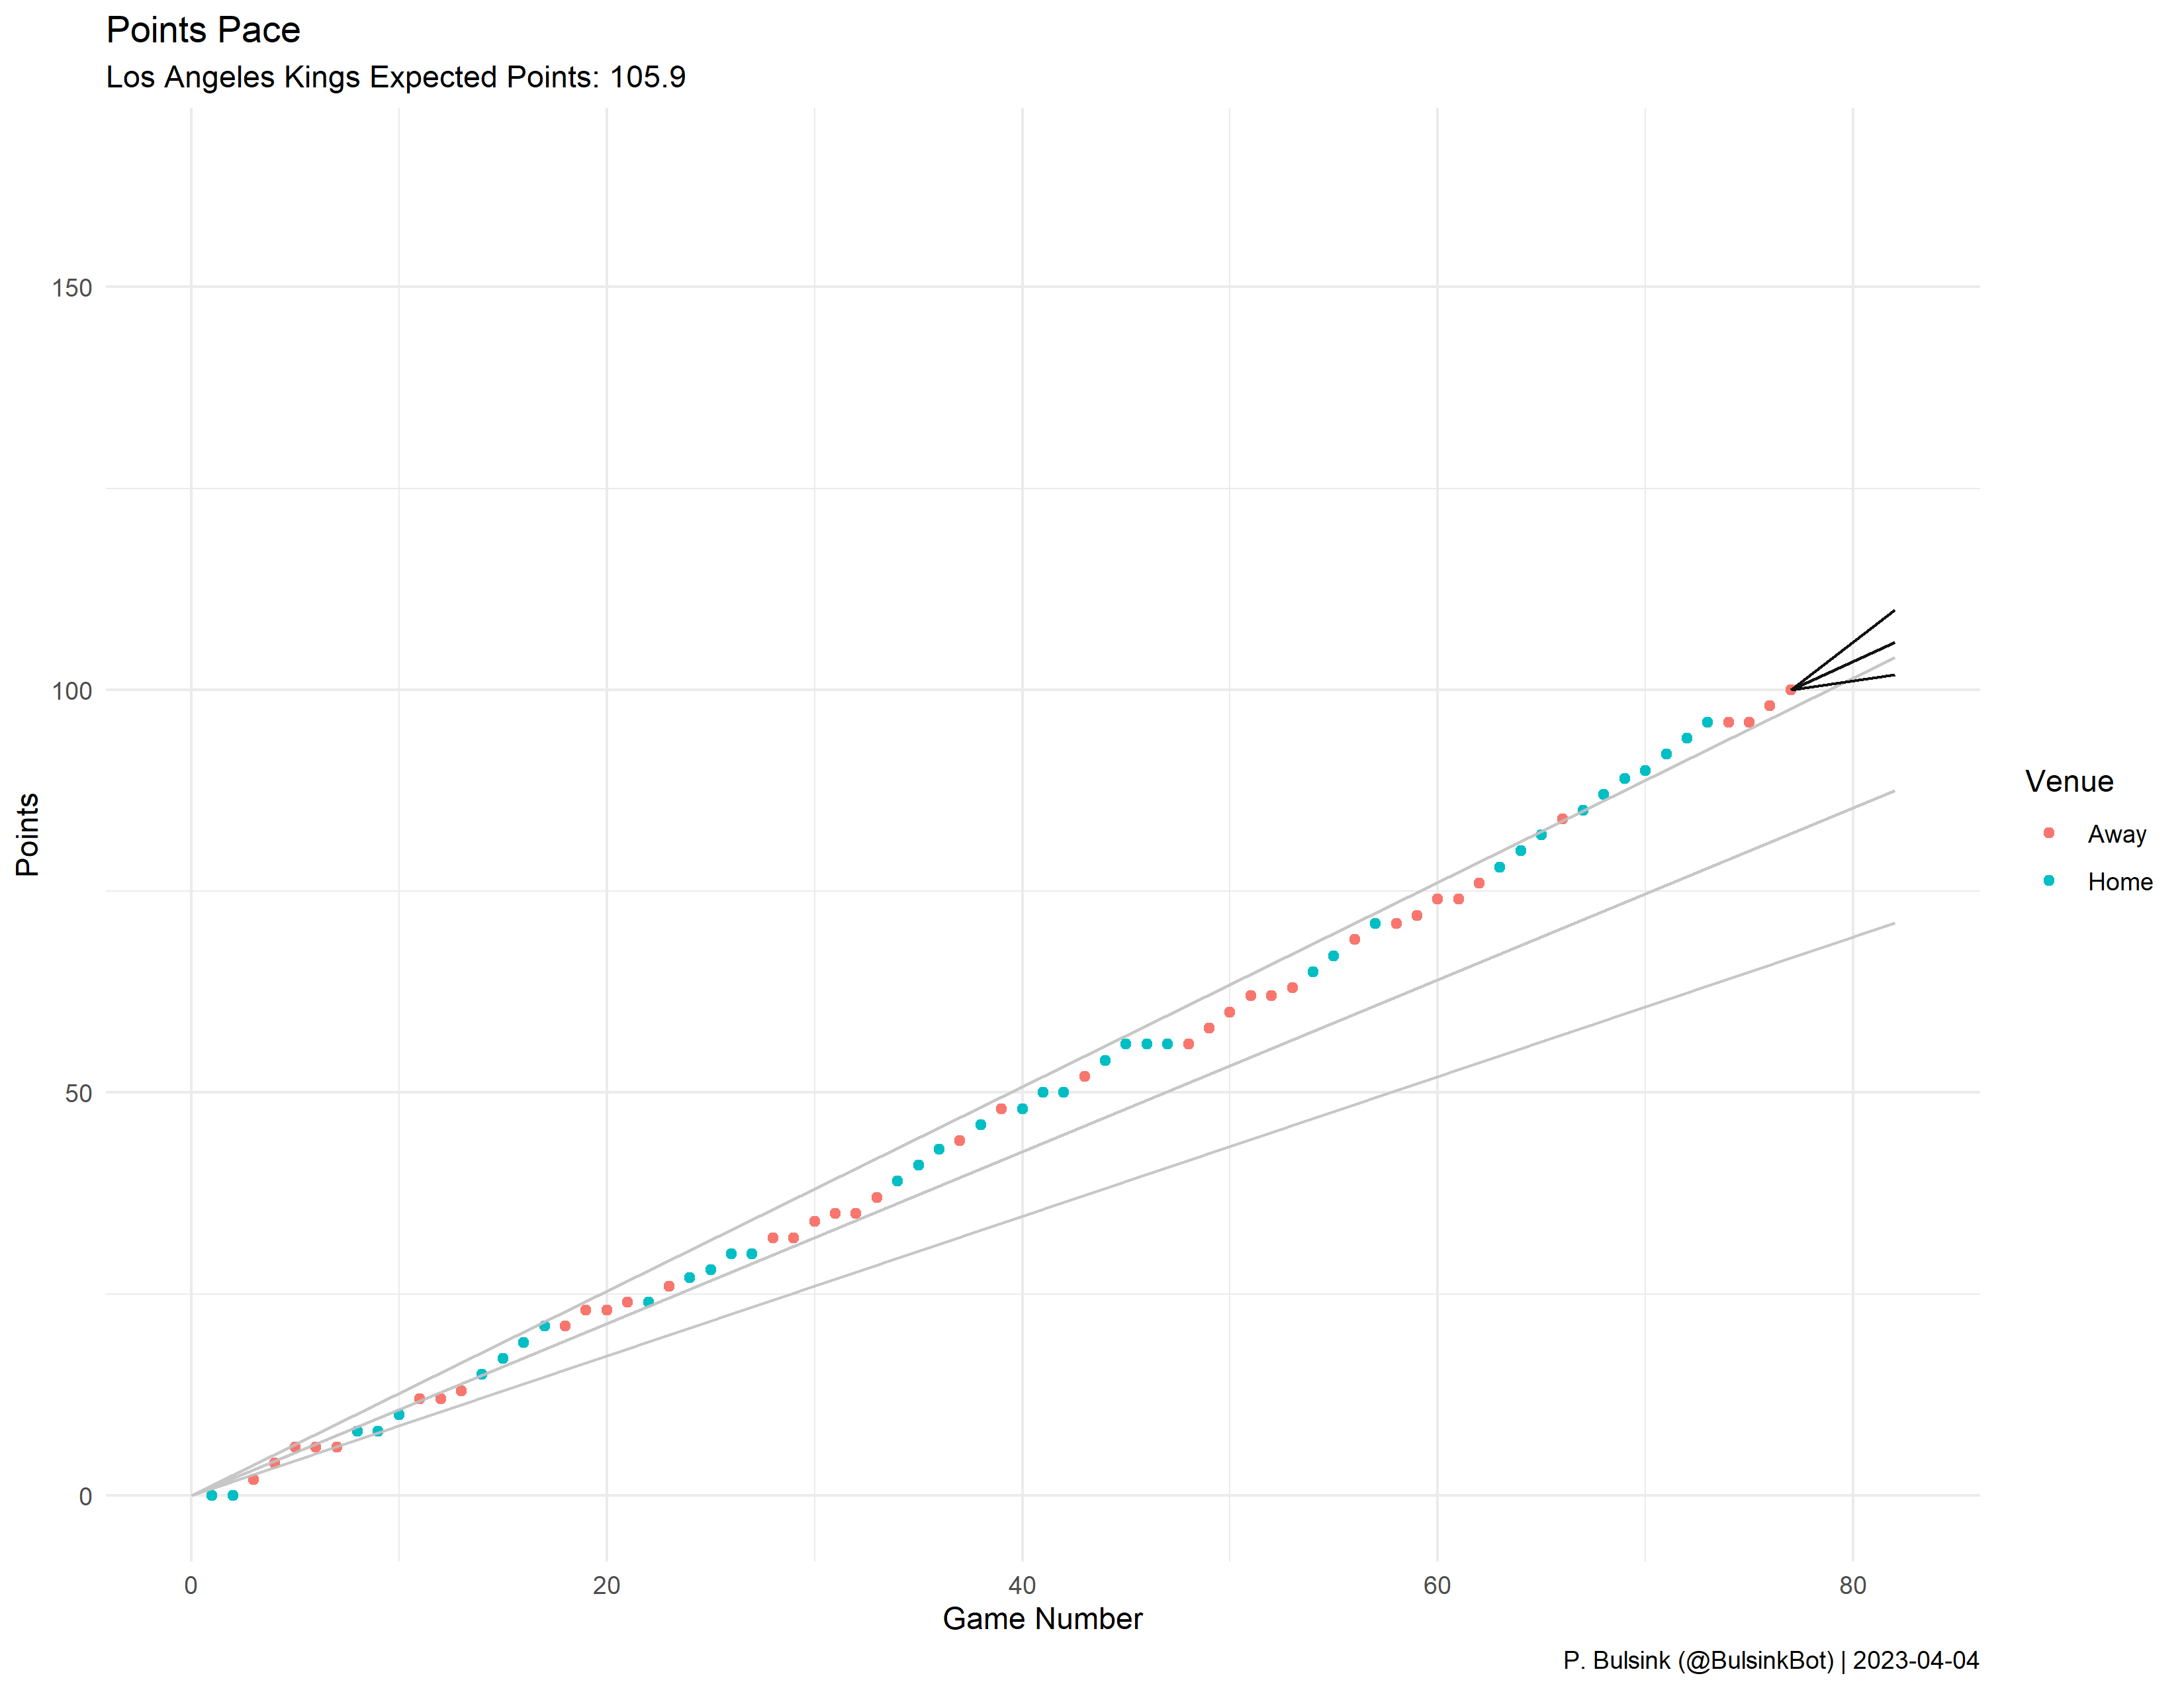 Points Pace
Los Angeles Kings Expected Points: 105.9
150
100
50
0
Points
0 20 40 60 80
Game Number
Venue
Away
Home
P. Bulsink (@BulsinkBot) | 2023-04-04